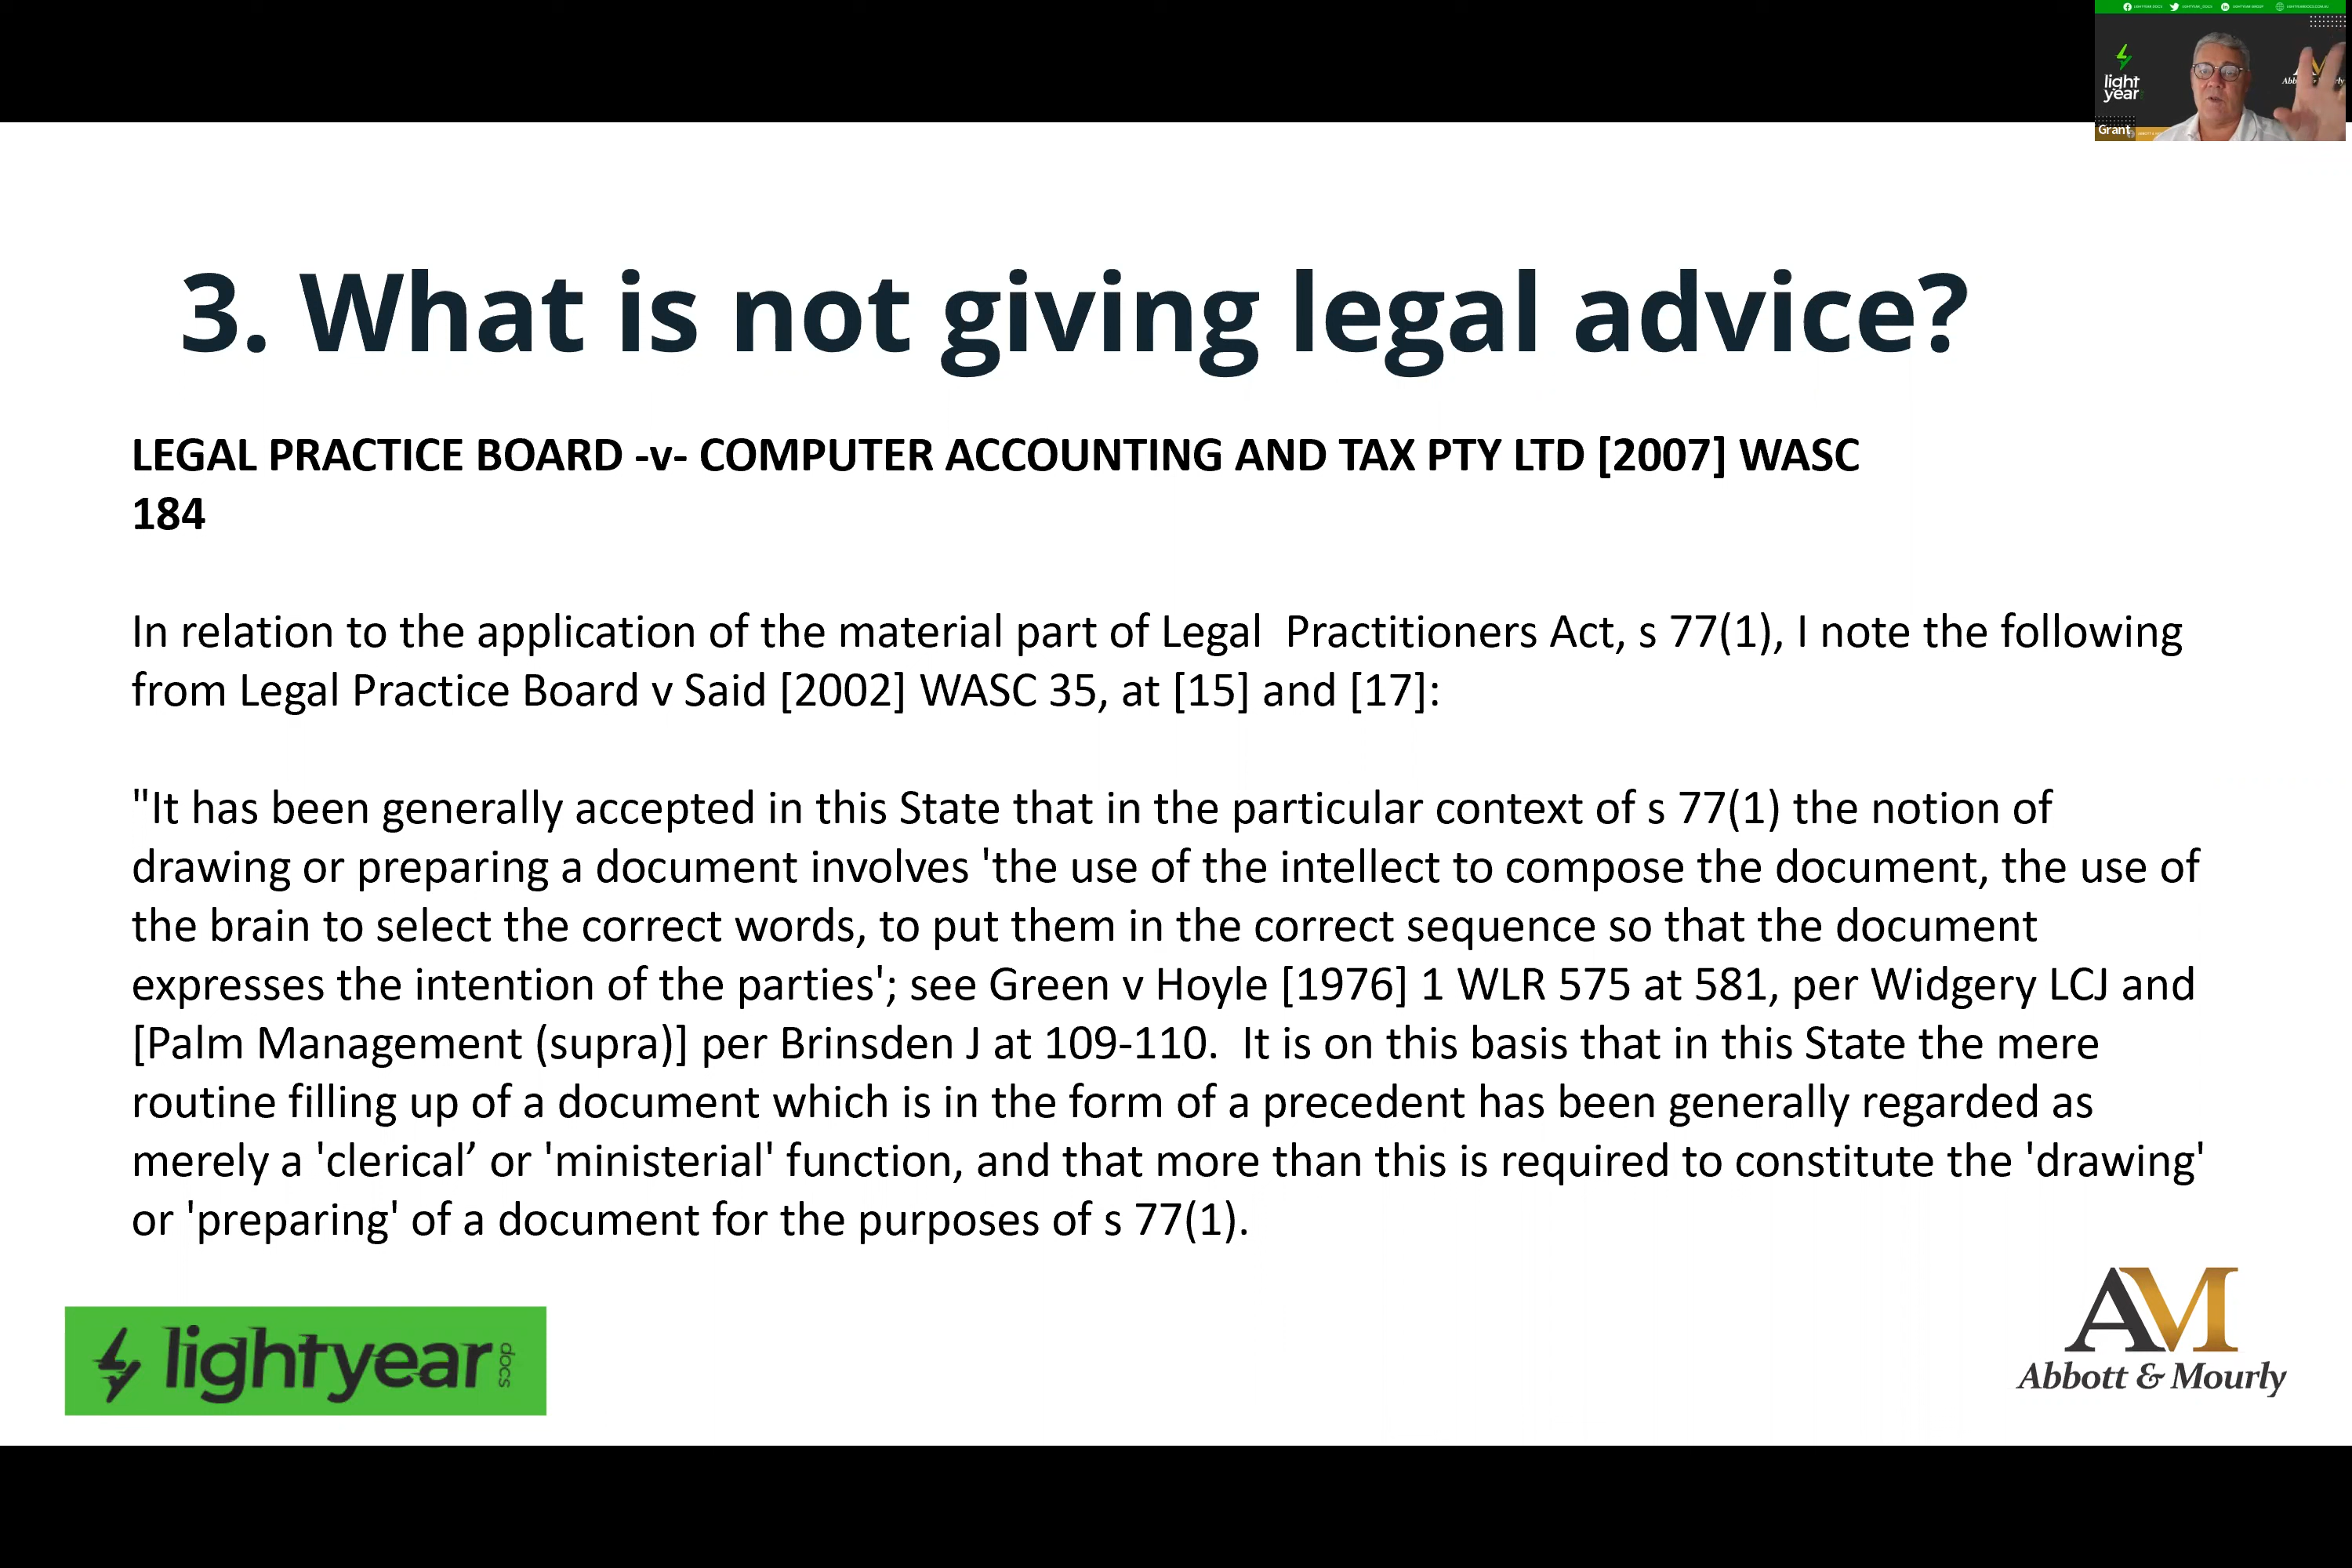 light
year
Grant
3. What is not giving legal advice?
LEGAL PRACTICE BOARD -v- COMPUTER ACCOUNTING AND TAX PTY LTD [2007] WASC
184
In relation to the application of the material part of Legal  Practitioners Act, s 77(1), I note the following
from Legal Practice Board v Said [2002] WASC 35, at [15] and [17]:
"It has been generally accepted in this State that in the particular context of s 77(1) the notion of
drawing or preparing a document involves 'the use of the intellect to compose the document, the use of
the brain to select the correct words, to put them in the correct sequence so that the document
expresses the intention of the parties'; see Green v Hoyle [1976] 1 WLR 575 at 581, per Widgery LCJ and
[Palm Management (supra)] per Brinsden J at 109-110.  It is on this basis that in this State the mere
routine filling up of a document which is in the form of a precedent has been generally regarded as
merely a 'clerical’ or 'ministerial' function, and that more than this is required to constitute the 'drawing'
or 'preparing' of a document for the purposes of s 77(1).
lightyear docs
AM
Abbott & Mourly